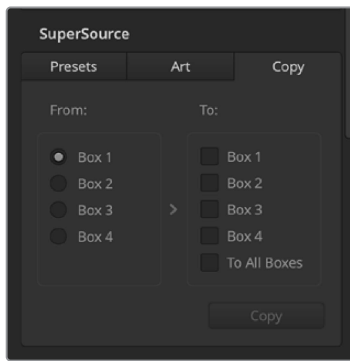 SuperSource
Presets Art Copy
From: To:
Box 1
Box 2
Box 3
Box 4
>
Box 1
Box 2
Box 3
Box 4
To All Boxes
Copy